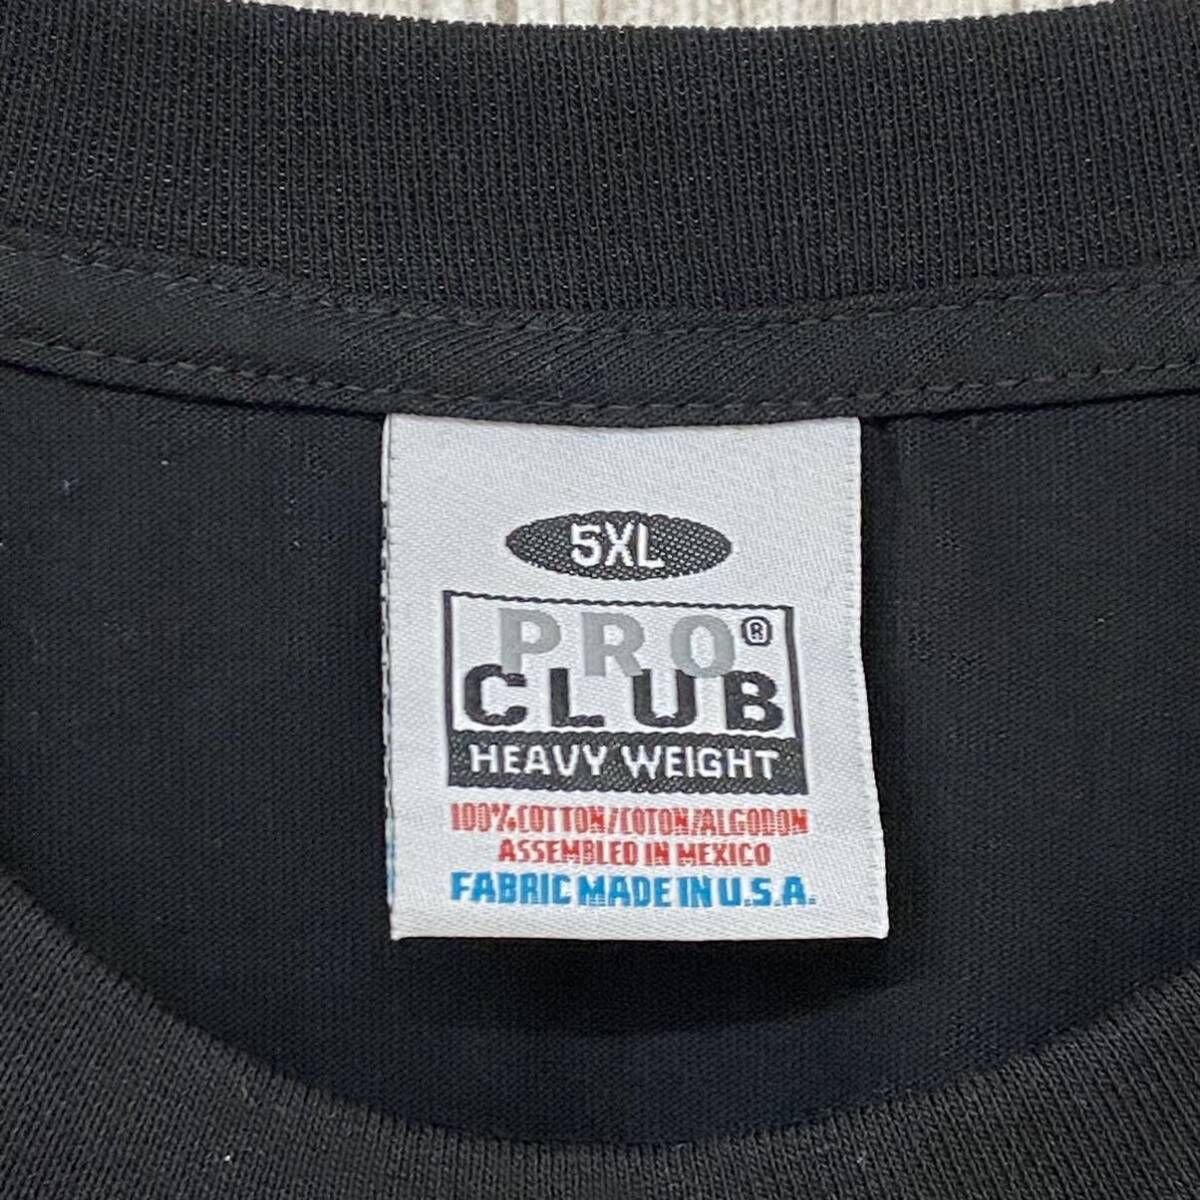 5XL
PRO®
CLUB
HEAVY WEIGHT
100%COTTON/COTON/ALGODON
ASSEMBLED IN MEXICO
FABRIC MADE IN U.S.A.